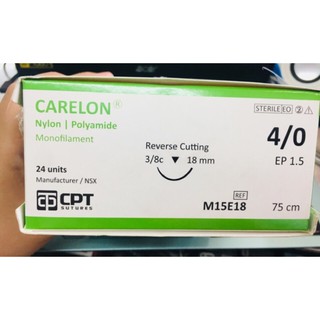 CARELON®
Nylon | Polyamide
Monofilament
24 units
Manufacturer / NSX
CPT
SUTURES
Reverse Cutting
3/8c ▼ 18 mm
REF
M15E18
STERILE EO
4/0
EP 1.5
75 cm